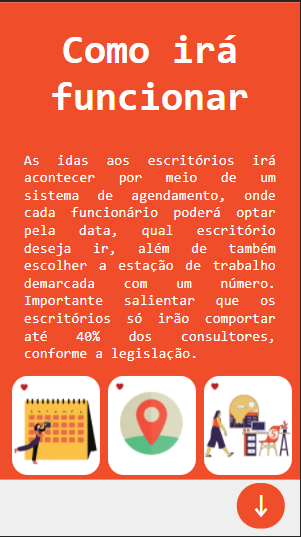 Como irá
funcionar
As idas aos escritórios irá
acontecer por meio de um
sistema de agendamento, onde
cada funcionário poderá optar
pela data, qual escritório
deseja ir, além de também
escolher a estação de trabalho
demarcada com um número.
Importante salientar que os
escritórios só irão comportar
até 40% dos consultores,
conforme a legislação.